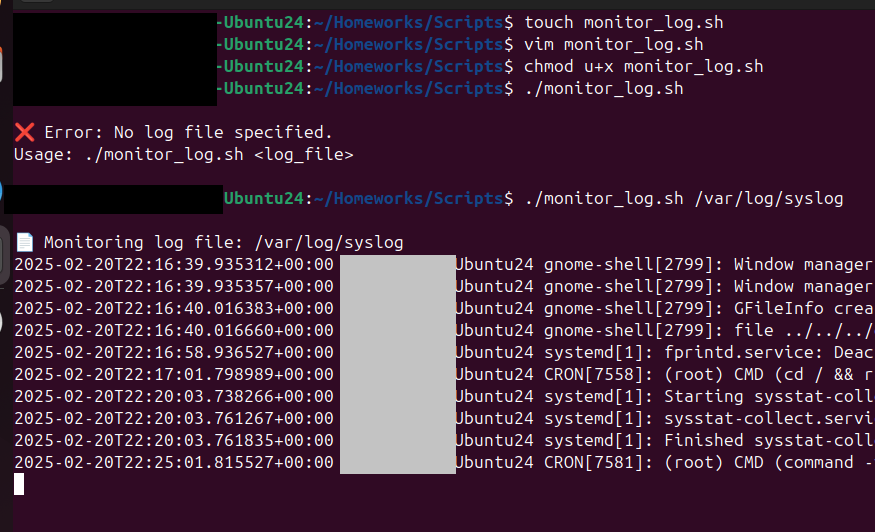 -Ubuntu24:~/Homeworks/Scripts$ touch monitor_log.sh
-Ubuntu24:~/Homeworks/Scripts$ vim monitor_log.sh
-Ubuntu24:~/Homeworks/Scripts$ chmod u+x monitor_log.sh
-Ubuntu24:~/Homeworks/Scripts$ ./monitor_log.sh
❌ Error: No log file specified.
Usage: ./monitor_log.sh <log_file>
Ubuntu24:~/Homeworks/Scripts$ ./monitor_log.sh /var/log/syslog
📄 Monitoring log file: /var/log/syslog
2025-02-20T22:16:39.935312+00:00 Ubuntu24 gnome-shell[2799]: Window manager
2025-02-20T22:16:39.935357+00:00 Ubuntu24 gnome-shell[2799]: Window manager
2025-02-20T22:16:40.016383+00:00 Ubuntu24 gnome-shell[2799]: GFileInfo crea
2025-02-20T22:16:40.016660+00:00 Ubuntu24 gnome-shell[2799]: file ../../../
2025-02-20T22:16:58.936527+00:00 Ubuntu24 systemd[1]: fprintd.service: Deac
2025-02-20T22:17:01.798989+00:00 Ubuntu24 CRON[7558]: (root) CMD (cd / && r
2025-02-20T22:20:03.738266+00:00 Ubuntu24 systemd[1]: Starting sysstat-coll
2025-02-20T22:20:03.761267+00:00 Ubuntu24 systemd[1]: sysstat-collect.servi
2025-02-20T22:20:03.761835+00:00 Ubuntu24 systemd[1]: Finished sysstat-coll
2025-02-20T22:25:01.815527+00:00 Ubuntu24 CRON[7581]: (root) CMD (command -